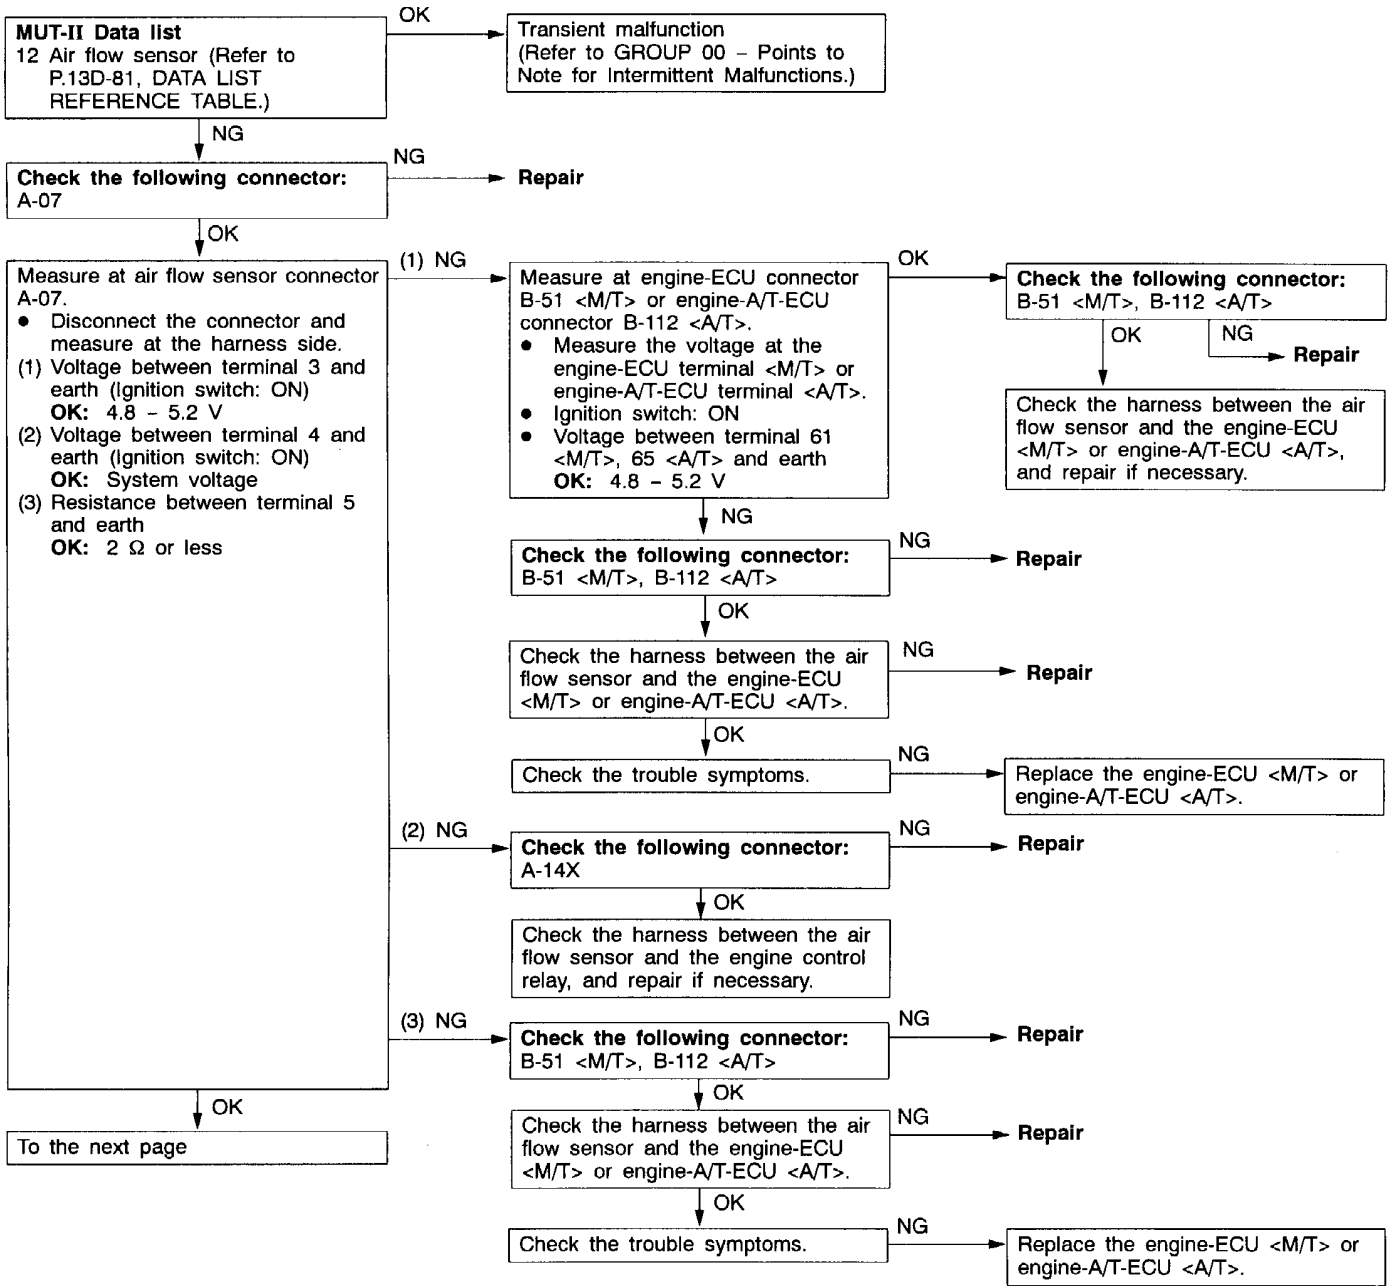 MUT-II Data list
12 Air flow sensor (Refer to
P.13D-81, DATA LIST
REFERENCE TABLE.)
OK
Transient malfunction
(Refer to GROUP 00 – Points to
Note for Intermittent Malfunctions.)
NG
Check the following connector:
A-07
NG
Repair
OK
Measure at air flow sensor connector
A-07.
● Disconnect the connector and
measure at the harness side.
(1) Voltage between terminal 3 and
earth (Ignition switch: ON)
OK: 4.8 – 5.2 V
(2) Voltage between terminal 4 and
earth (Ignition switch: ON)
OK: System voltage
(3) Resistance between terminal 5
and earth
OK: 2 Ω or less
(1) NG
Measure at engine-ECU connector
B-51 <M/T> or engine-A/T-ECU
connector B-112 <A/T>.
● Measure the voltage at the
engine-ECU terminal <M/T> or
engine-A/T-ECU terminal <A/T>.
● Ignition switch: ON
● Voltage between terminal 61
<M/T>, 65 <A/T> and earth
OK: 4.8 – 5.2 V
OK
Check the following connector:
B-51 <M/T>, B-112 <A/T>
OK
NG
Repair
Check the harness between the air
flow sensor and the engine-ECU
<M/T> or engine-A/T-ECU <A/T>,
and repair if necessary.
NG
Check the following connector:
B-51 <M/T>, B-112 <A/T>
NG
Repair
OK
Check the harness between the air
flow sensor and the engine-ECU
<M/T> or engine-A/T-ECU <A/T>.
NG
Repair
OK
Check the trouble symptoms.
NG
Replace the engine-ECU <M/T> or
engine-A/T-ECU <A/T>.
(2) NG
Check the following connector:
A-14X
NG
Repair
OK
Check the harness between the air
flow sensor and the engine control
relay, and repair if necessary.
(3) NG
Check the following connector:
B-51 <M/T>, B-112 <A/T>
NG
Repair
OK
Check the harness between the air
flow sensor and the engine-ECU
<M/T> or engine-A/T-ECU <A/T>.
NG
Repair
OK
Check the trouble symptoms.
NG
Replace the engine-ECU <M/T> or
engine-A/T-ECU <A/T>.
OK
To the next page